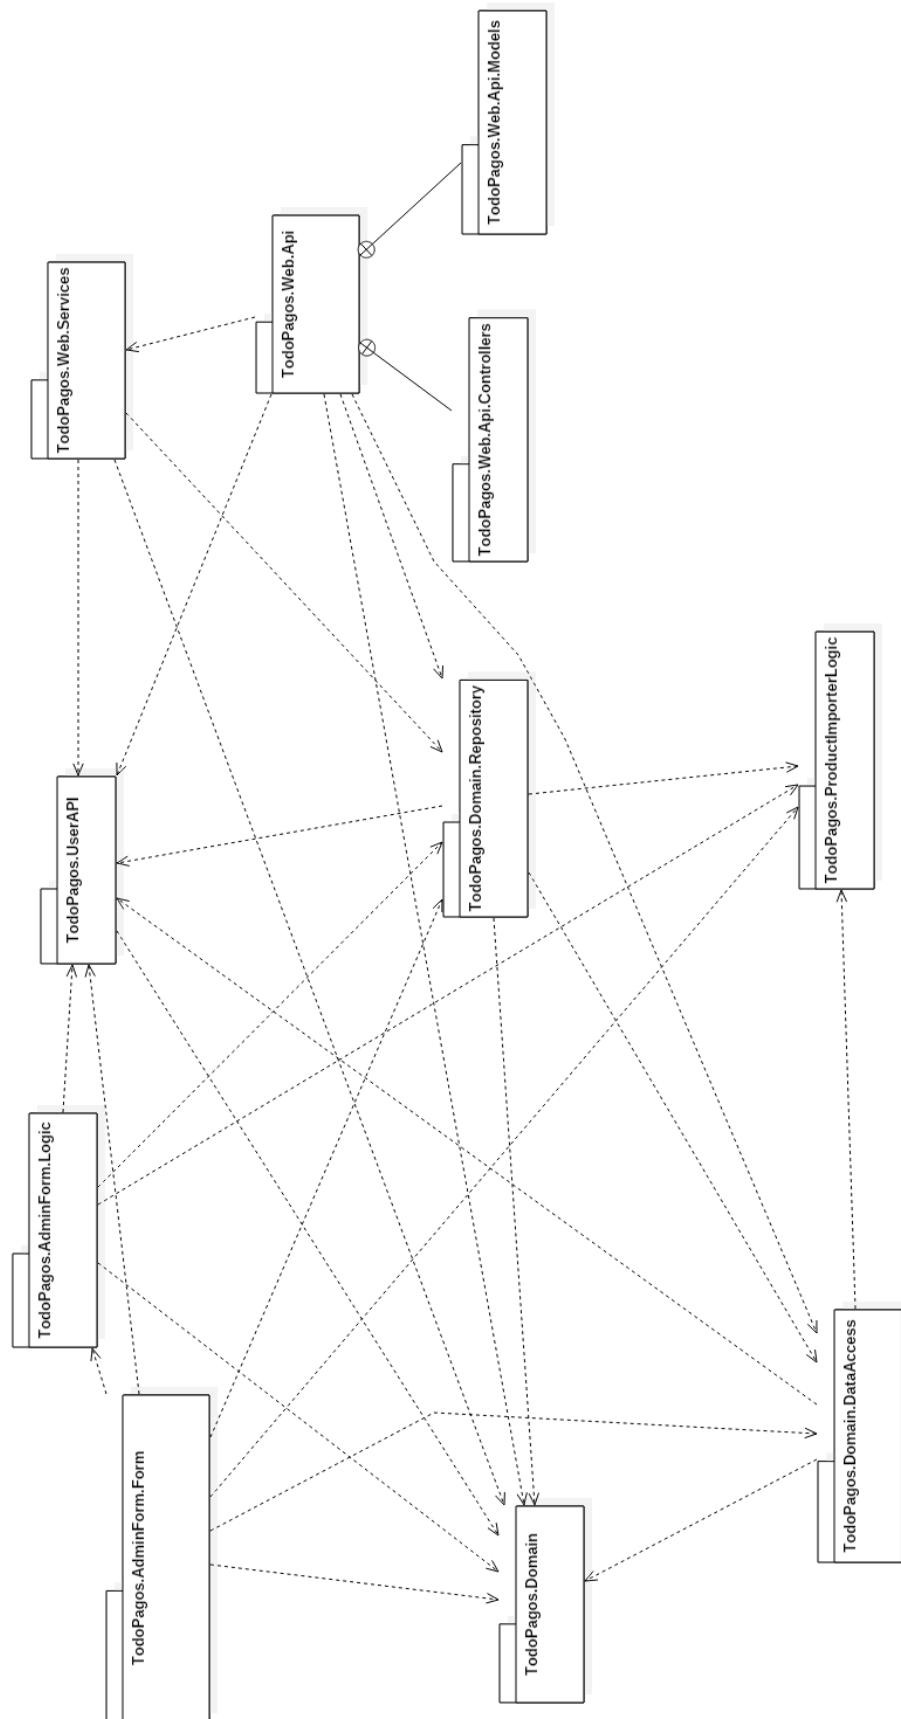 TodoPagos.Web.Api.Models
TodoPagos.Web.Api
TodoPagos.Web.Services
TodoPagos.Web.Api.Controllers
TodoPagos.ProductImporterLogic
TodoPagos.Domain.Repository
TodoPagos.UserAPI
TodoPagos.AdminForm.Logic
TodoPagos.Domain.DataAccess
TodoPagos.AdminForm.Form
TodoPagos.Domain